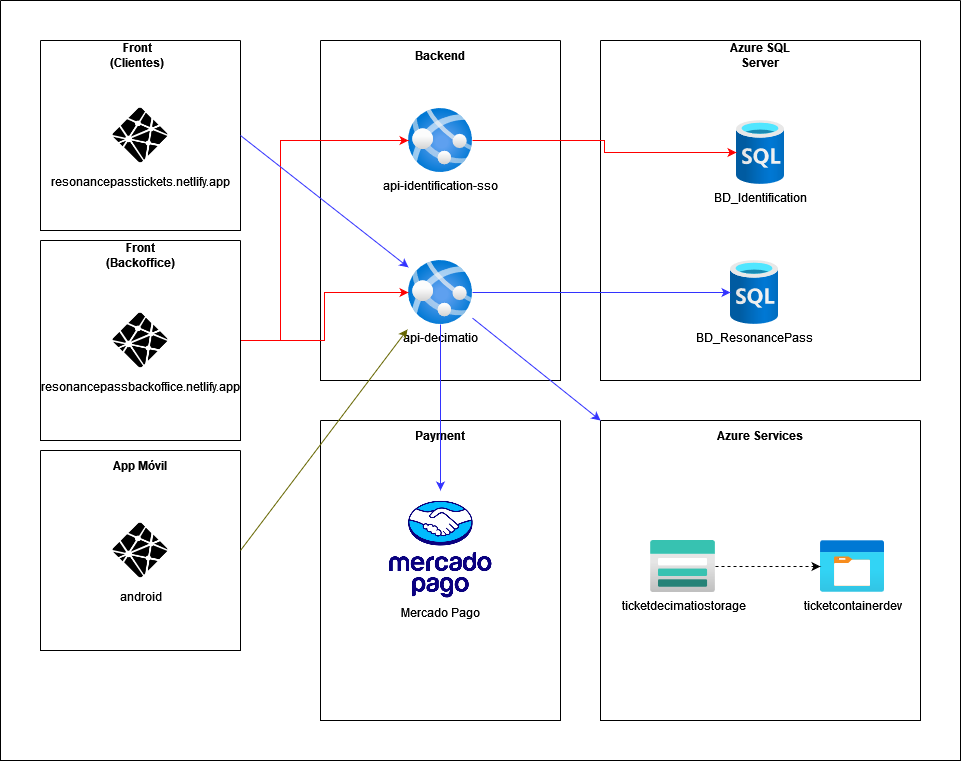 Front
(Clientes)
resonancepasstickets.netlify.app
Front
(Backoffice)
resonancepassbackoffice.netlify.app
App Móvil
android
Backend
api-identification-sso
api-decimatio
Payment
mercado
pago
Mercado Pago
Azure SQL
Server
SQL
BD_Identification
SQL
BD_ResonancePass
Azure Services
ticketdecimatiostorage
ticketcontainerdev